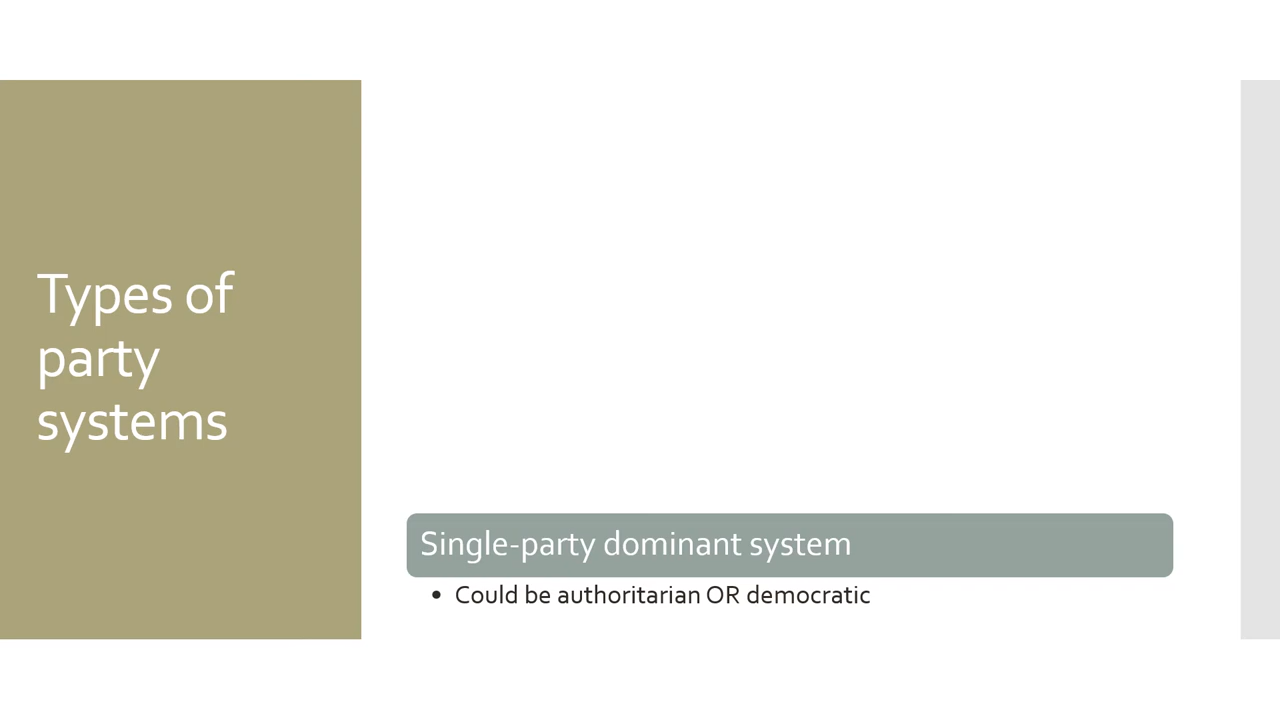 Types of
party
systems
Single-party dominant system
• Could be authoritarian OR democratic